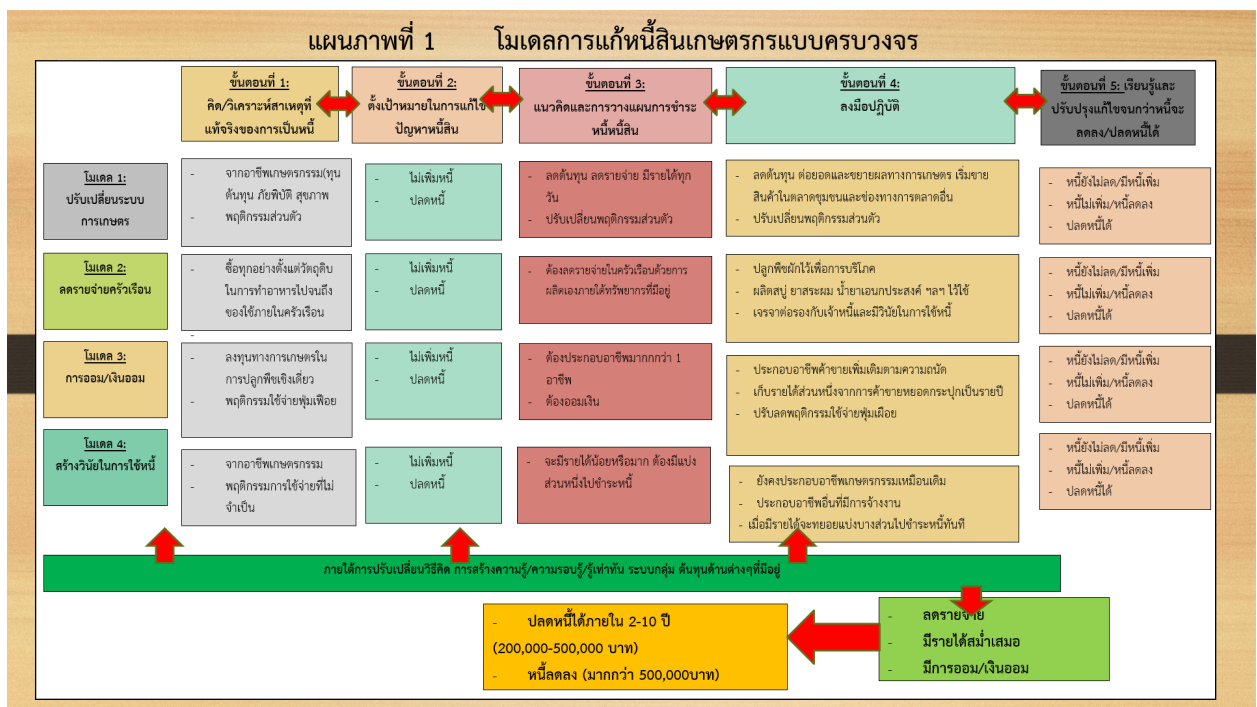 แผนภาพที่ 1 โมเดลการแก้หนี้สินเกษตรกรแบบครบวงจร
ขั้นตอนที่ 1:
คิด/วิเคราะห์สาเหตุที่
แท้จริงของการเป็นหนี้
ขั้นตอนที่ 2:
ตั้งเป้าหมายในการแก้ไข
ปัญหาหนี้สิน
ขั้นตอนที่ 3:
แนวคิดและการวางแผนการชำระ
หนี้หนี้สิน
ขั้นตอนที่ 4:
ลงมือปฏิบัติ
ขั้นตอนที่ 5: เรียนรู้และ
ปรับปรุงแก้ไขจนกว่าหนี้จะ
ลดลง/ปลดหนี้ได้
โมเดล 1:
ปรับเปลี่ยนระบบ
การเกษตร
- จากอาชีพเกษตรกรรม(ทุน
ต้นทุน ภัยพิบัติ สุขภาพ
- พฤติกรรมส่วนตัว
- ไม่เพิ่มหนี้
- ปลดหนี้
- ลดต้นทุน ลดรายจ่าย มีรายได้ทุก
วัน
- ปรับเปลี่ยนพฤติกรรมส่วนตัว
- ลดต้นทุน ต่อยอดและขยายผลทางการเกษตร เริ่มขาย
สินค้าในตลาดชุมชนและช่องทางการตลาดอื่น
- ปรับเปลี่ยนพฤติกรรมส่วนตัว
- หนี้ยังไม่ลด/มีหนี้เพิ่ม
- หนี้ไม่เพิ่ม/หนี้ลดลง
- ปลดหนี้ได้
โมเดล 2:
ลดรายจ่ายครัวเรือน
- ซื้อทุกอย่างตั้งแต่วัตถุดิบ
ในการทำอาหารไปจนถึง
ของใช้ภายในครัวเรือน
-
- ไม่เพิ่มหนี้
- ปลดหนี้
- ต้องลดรายจ่ายในครัวเรือนด้วยการ
ผลิตเองภายใต้ทรัพยากรที่มีอยู่
- ปลูกพืชผักไว้เพื่อการบริโภค
- ผลิตสบู่ ยาสระผม น้ำยาเอนกประสงค์ ฯลฯ ไว้ใช้
- เจรจาต่อรองกับเจ้าหนี้และมีวินัยในการใช้หนี้
- หนี้ยังไม่ลด/มีหนี้เพิ่ม
- หนี้ไม่เพิ่ม/หนี้ลดลง
- ปลดหนี้ได้
โมเดล 3:
การออม/เงินออม
- ลงทุนทางการเกษตรใน
การปลูกพืชเชิงเดี่ยว
- พฤติกรรมใช้จ่ายฟุ่มเฟือย
- ไม่เพิ่มหนี้
- ปลดหนี้
- ต้องประกอบอาชีพมากกกว่า 1
อาชีพ
- ต้องออมเงิน
- ประกอบอาชีพค้าขายเพิ่มเติมตามความถนัด
- เก็บรายได้ส่วนหนึ่งจากการค้าขายหยอดกระปุกเป็นรายปี
- ปรับลดพฤติกรรมใช้จ่ายฟุ่มเฝือย
- หนี้ยังไม่ลด/มีหนี้เพิ่ม
- หนี้ไม่เพิ่ม/หนี้ลดลง
- ปลดหนี้ได้
โมเดล 4:
สร้างวินัยในการใช้หนี้
- จากอาชีพเกษตรกรรม
- พฤติกรรมการใช้จ่ายที่ไม่
จำเป็น
- ไม่เพิ่มหนี้
- ปลดหนี้
- จะมีรายได้น้อยหรือมาก ต้องมีแบ่ง
ส่วนหนึ่งไปชำระหนี้
- ยังคงประกอบอาชีพเกษตรกรรมเหมือนเดิม
- ประกอบอาชีพอื่นที่มีการจ้างงาน
- เมื่อมีรายได้จะทยอยแบ่งบางส่วนไปชำระหนี้ทันที
- หนี้ยังไม่ลด/มีหนี้เพิ่ม
- หนี้ไม่เพิ่ม/หนี้ลดลง
- ปลดหนี้ได้
ภายใต้การปรับเปลี่ยนวิธีคิด การสร้างความรู้/ความรอบรู้/รู้เท่าทัน ระบบกลุ่ม ต้นทุนด้านต่างๆที่มีอยู่
- ปลดหนี้ได้ภายใน 2-10 ปี
(200,000-500,000 บาท)
- หนี้ลดลง (มากกว่า 500,000บาท)
- ลดรายจ่าย
- มีรายได้สม่ำเสมอ
- มีการออม/เงินออม